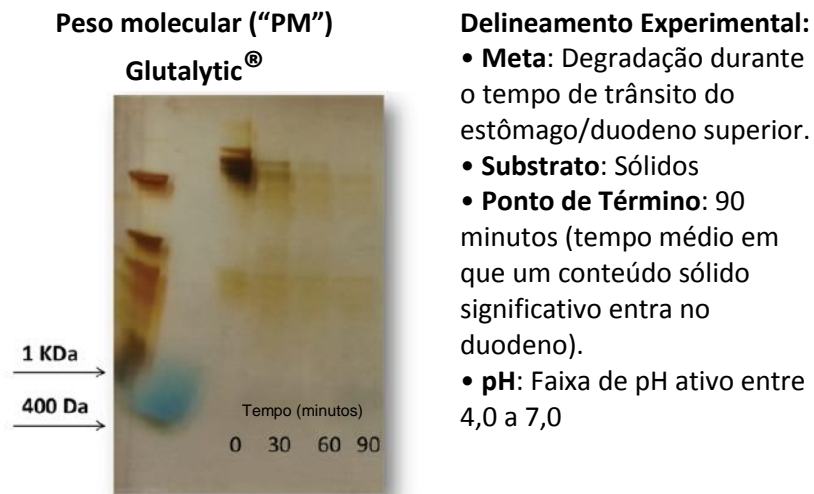 Peso molecular (“PM”)
Glutalytic®
1 KDa
400 Da
Tempo (minutos)
0 30 60 90
Delineamento Experimental:
• Meta: Degradação durante
o tempo de trânsito do
estômago/duodeno superior.
• Substrato: Sólidos
• Ponto de Término: 90
minutos (tempo médio em
que um conteúdo sólido
significativo entra no
duodeno).
• pH: Faixa de pH ativo entre
4,0 a 7,0